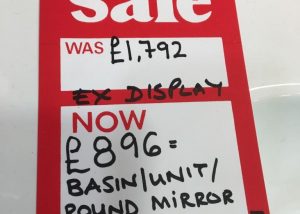 Sale
WAS £1,792
EX DISPLAY
NOW
£896=
BASIN/UNIT/
ROUND MIRROR